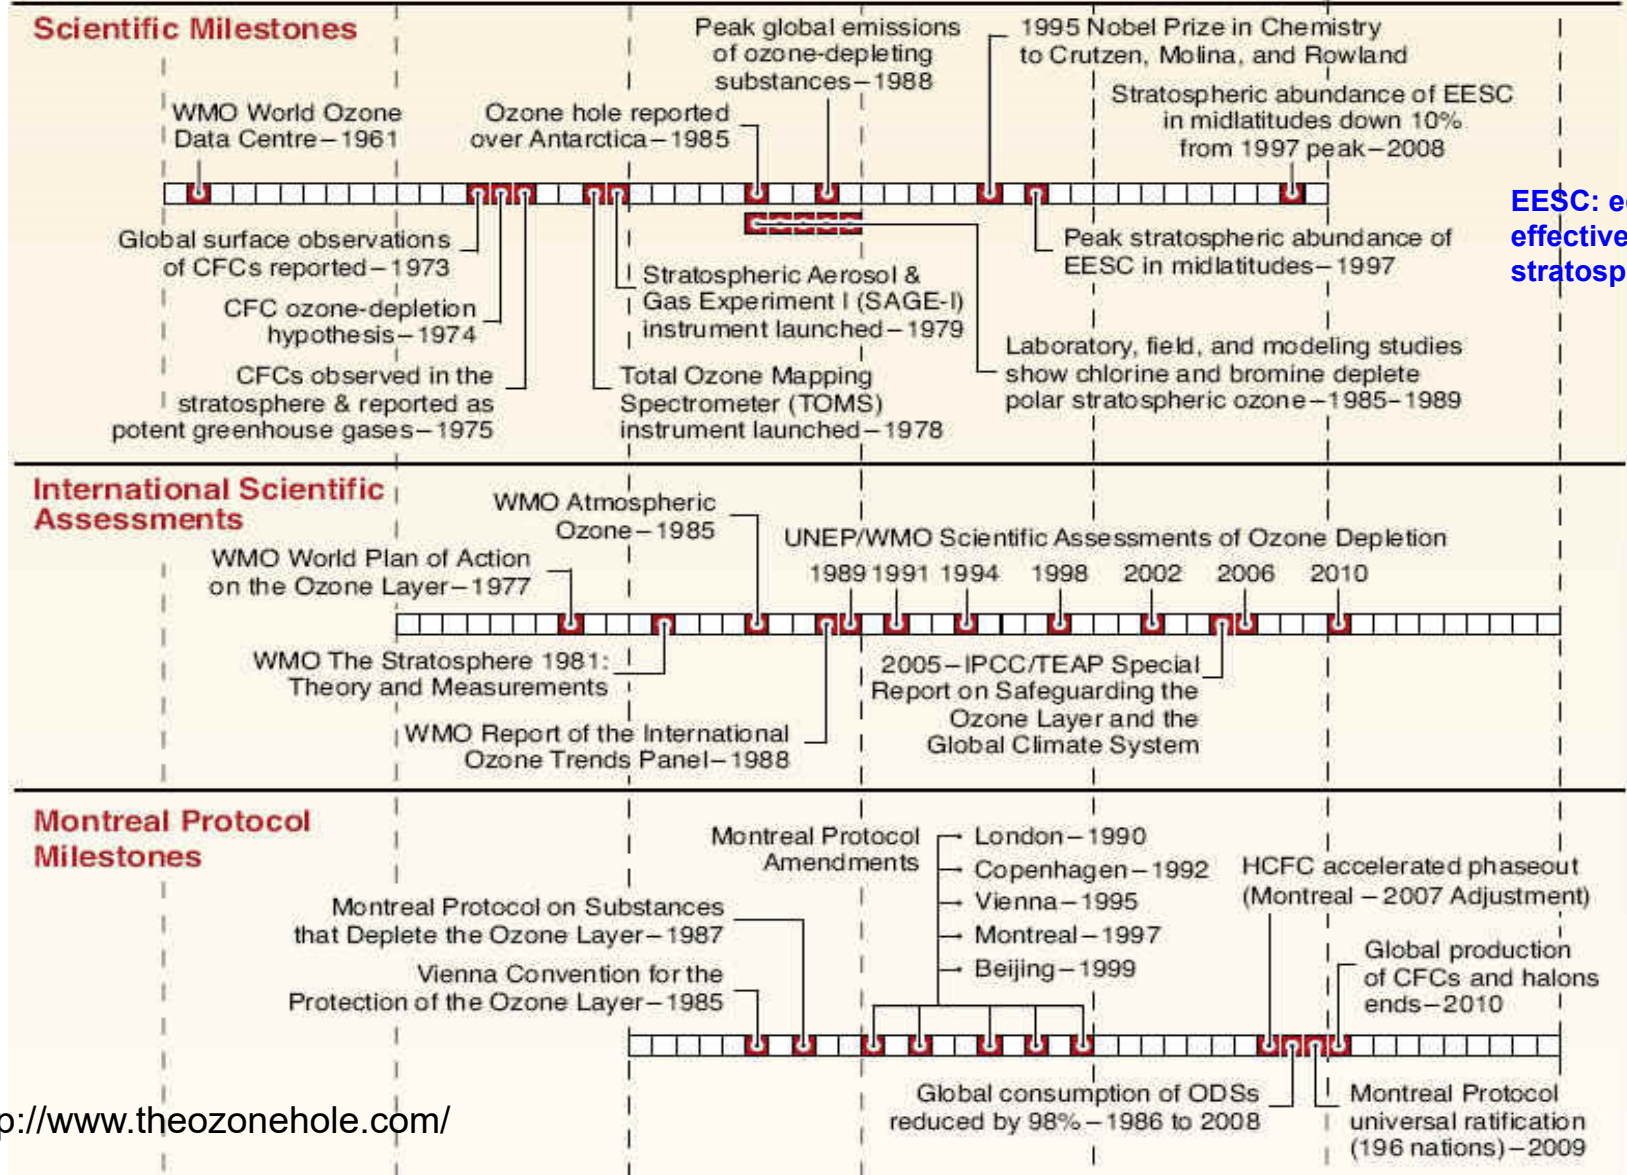 Scientific Milestones
WMO World Ozone
Data Centre–1961
Ozone hole reported
over Antarctica–1985
Peak global emissions
of ozone-depleting
substances–1988
1995 Nobel Prize in Chemistry
to Crutzen, Molina, and Rowland
Stratospheric abundance of EESC
in midlatitudes down 10%
from 1997 peak–2008
Global surface observations
of CFCs reported–1973
CFC ozone-depletion
hypothesis–1974
CFCs observed in the
stratosphere & reported as
potent greenhouse gases–1975
Stratospheric Aerosol &
Gas Experiment I (SAGE-I)
instrument launched–1979
Total Ozone Mapping
Spectrometer (TOMS)
instrument launched–1978
Peak stratospheric abundance of
EESC in midlatitudes–1997
Laboratory, field, and modeling studies
show chlorine and bromine deplete
polar stratospheric ozone–1985–1989
EESC:
effective
International Scientific
Assessments
WMO World Plan of Action
on the Ozone Layer–1977
WMO Atmospheric
Ozone–1985
UNEP/WMO Scientific Assessments of Ozone Depletion
1989 1991 1994 1998 2002 2006 2010
WMO The Stratosphere 1981:
Theory and Measurements
WMO Report of the International
Ozone Trends Panel–1988
2005–IPCC/TEAP Special
Report on Safeguarding the
Ozone Layer and the
Global Climate System
Montreal Protocol
Milestones
Montreal Protocol
Amendments
London–1990
Copenhagen–1992
Vienna–1995
Montreal–1997
Beijing–1999
HCFC accelerated phaseout
(Montreal – 2007 Adjustment)
Montreal Protocol on Substances
that Deplete the Ozone Layer–1987
Vienna Convention for the
Protection of the Ozone Layer–1985
Global production
of CFCs and halons
ends–2010
Global consumption of ODSs
reduced by 98%–1986 to 2008
Montreal Protocol
universal ratification
(196 nations)–2009
p://www.theozonehole.com/